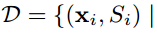 𝒟 = {(𝐱ᵢ, Sᵢ) |